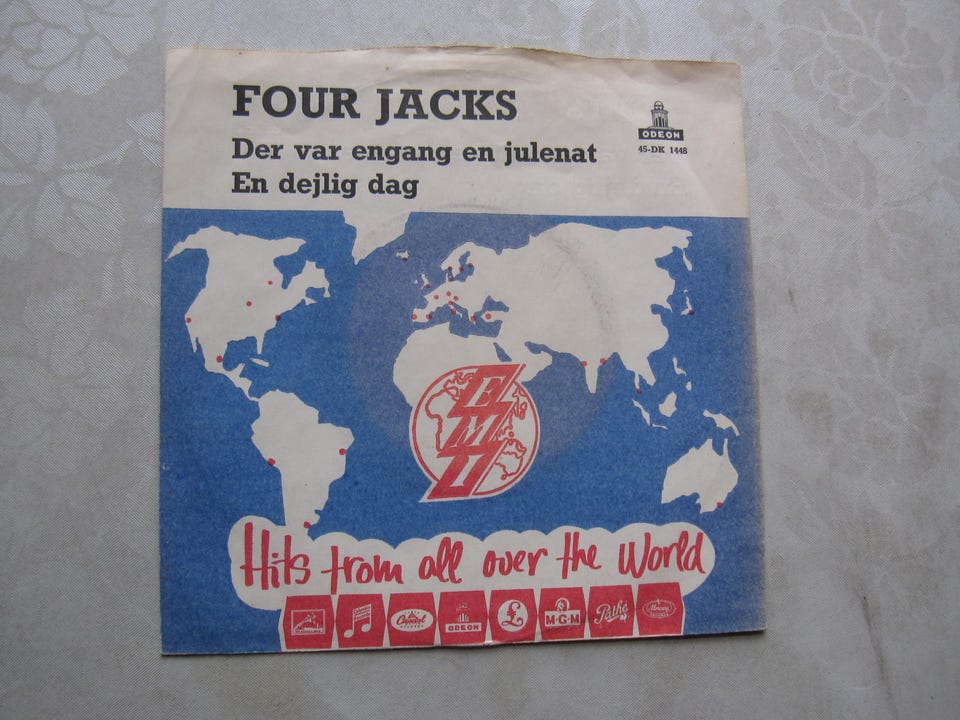 FOUR JACKS
Der var engang en julenat
En dejlig dag
ODEON
45-DK 1448
EMI
Hits from all over the World
Capitol
ODEON
£
M-G-M
Pathé
Mercury